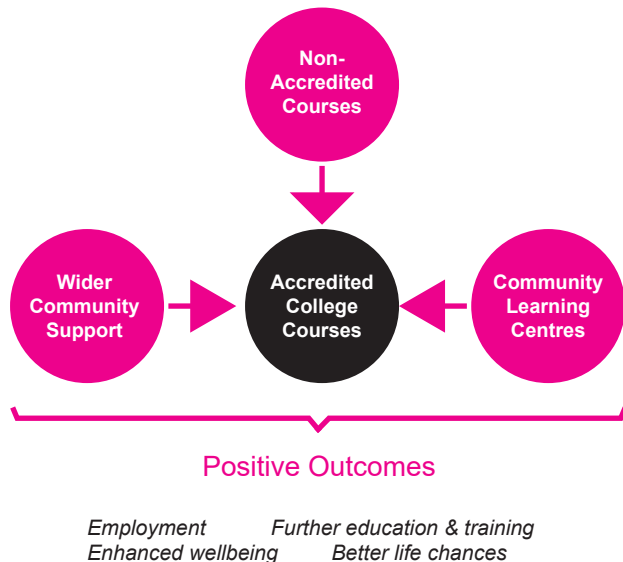 Non-
Accredited
Courses
Wider
Community
Support
Accredited
College
Courses
Community
Learning
Centres
Positive Outcomes
Employment Further education & training
Enhanced wellbeing Better life chances